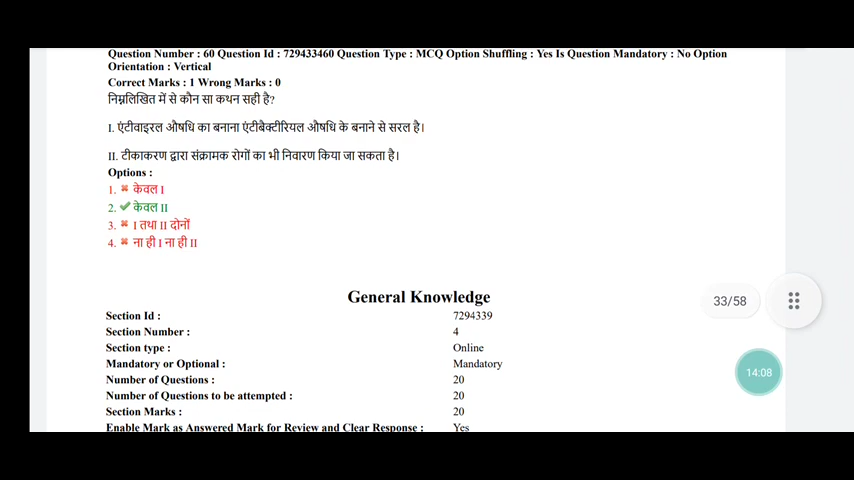 Question Number : 60 Question Id : 729433460 Question Type : MCQ Option Shuffling : Yes Is Question Mandatory : No Option
Orientation : Vertical
Correct Marks : 1 Wrong Marks : 0
निम्नलिखित में से कौन सा कथन सही है?
I. एंटीवाइरल औषधि का बनाना एंटीबैक्टीरियल औषधि के बनाने से सरल है।
II. टीकाकरण द्वारा संक्रामक रोगों का भी निवारण किया जा सकता है।
Options :
1. केवल I
2. केवल II
3. I तथा II दोनों
4. ना ही I ना ही II
General Knowledge
Section Id : 7294339
Section Number : 4
Section type : Online
Mandatory or Optional : Mandatory
Number of Questions : 20
Number of Questions to be attempted : 20
Section Marks : 20
Enable Mark as Answered Mark for Review and Clear Response : Yes
33/58
14:08